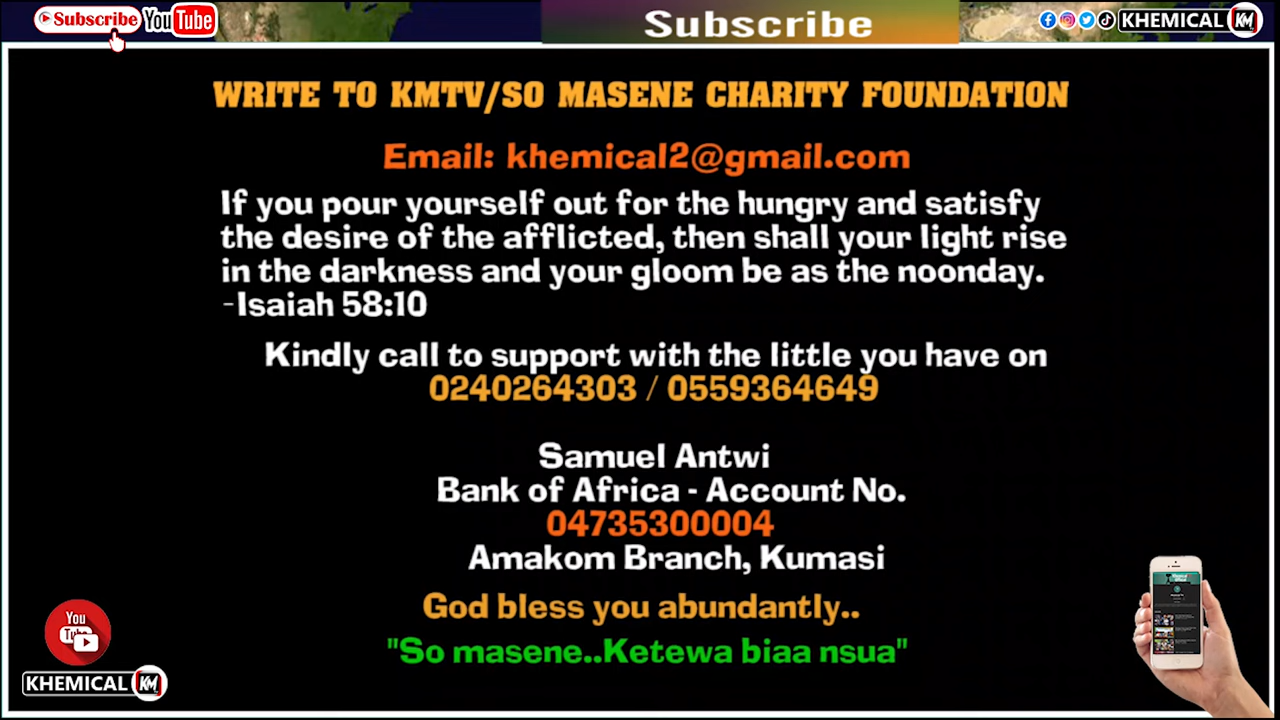 Subscribe YouTube
Subscribe
KHEMICAL KM
WRITE TO KMTV/SO MASENE CHARITY FOUNDATION
Email: khemical2@gmail.com
If you pour yourself out for the hungry and satisfy
the desire of the afflicted, then shall your light rise
in the darkness and your gloom be as the noonday.
-Isaiah 58:10
Kindly call to support with the little you have on
0240264303 / 0559364649
Samuel Antwi
Bank of Africa - Account No.
04735300004
Amakom Branch, Kumasi
God bless you abundantly..
"So masene..Ketewa biaa nsua"
You
Tube
KHEMICAL KM